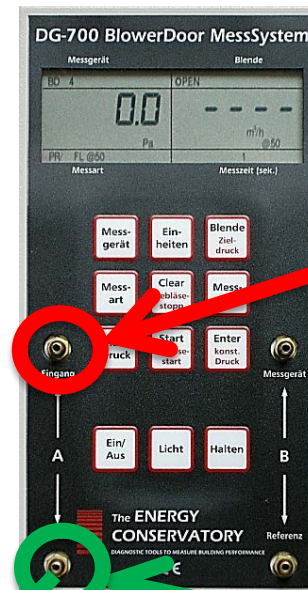 DG-700 BlowerDoor MessSystem
Messgerät Blende
BD 4 OPEN
0.0 - - - -
Pa m³/h
@50
PR/ FL @50 1
Messart Messzeit (sek.)
Mess-
gerät
Ein-
heiten
Blende
Ziel-
druck
Mess-
art
Clear
stopp
Mess-
Start
start
Enter
konst.
Druck
Eingang Messgerät
A B
Ein/
Aus
Licht
Halten
The ENERGY
CONSERVATORY
DIAGNOSTIC TOOLS TO MEASURE BUILDING PERFORMANCE
Referenz